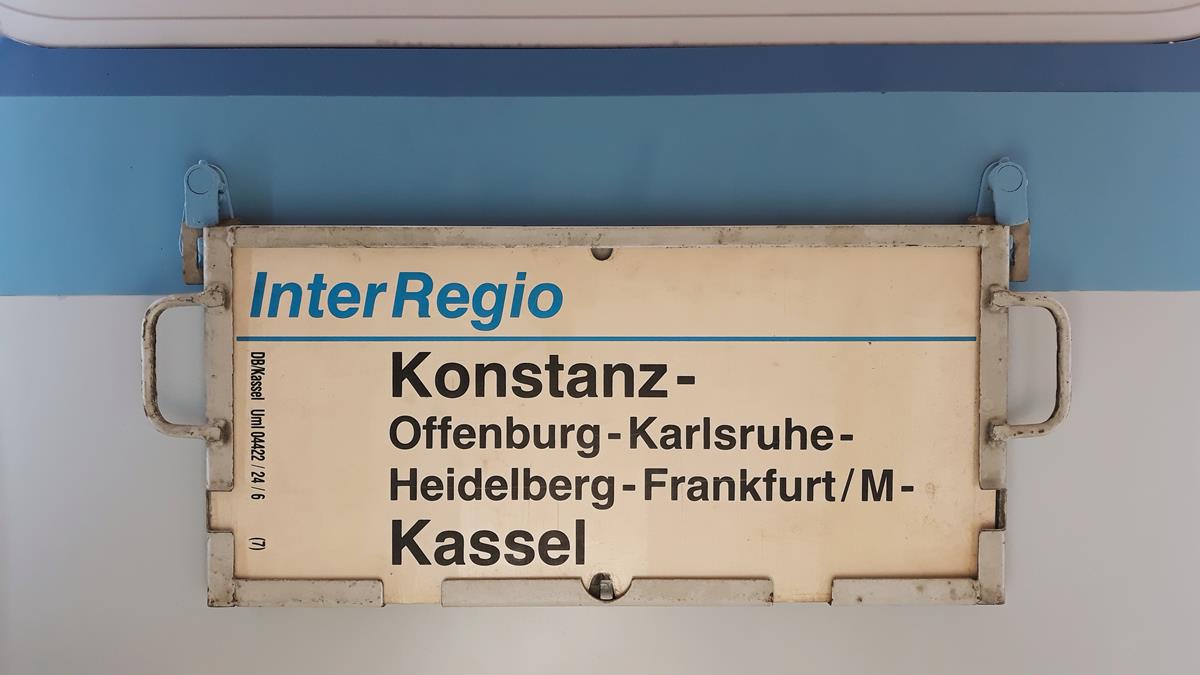 InterRegio
Konstanz-
Offenburg-Karlsruhe-
Heidelberg-Frankfurt/M-
Kassel
DB/Kassel Uml 04422 / 24 / 6 (7)